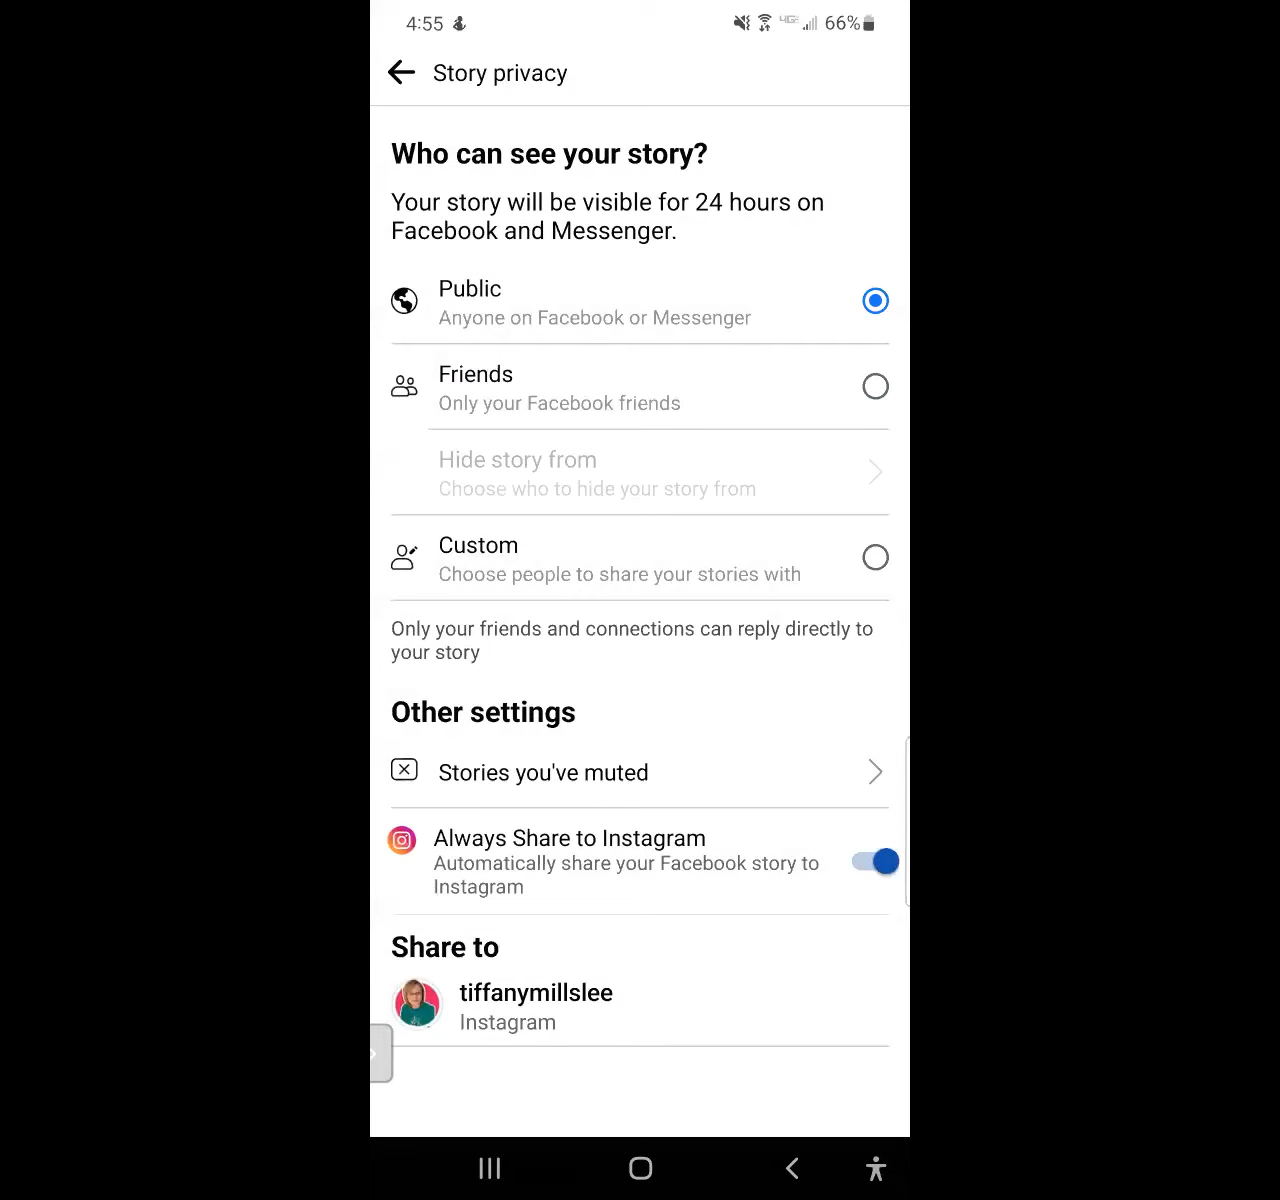 4:55
66%
Story privacy
Who can see your story?
Your story will be visible for 24 hours on
Facebook and Messenger.
Public
Anyone on Facebook or Messenger
Friends
Only your Facebook friends
Hide story from
Choose who to hide your story from
Custom
Choose people to share your stories with
Only your friends and connections can reply directly to
your story
Other settings
Stories you've muted
Always Share to Instagram
Automatically share your Facebook story to
Instagram
Share to
tiffanymillslee
Instagram